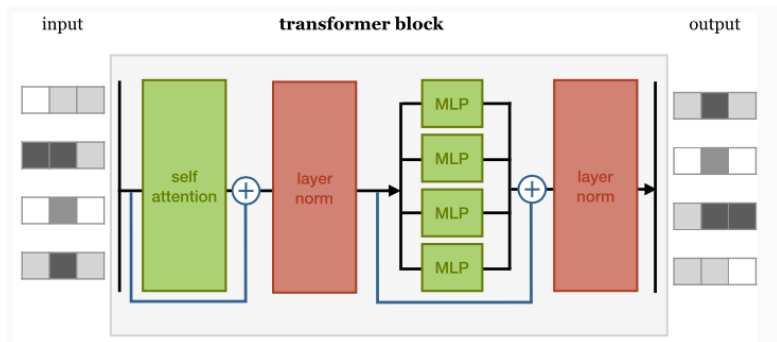 input
transformer block
output
self
attention
+
layer
norm
MLP
MLP
MLP
MLP
+
layer
norm